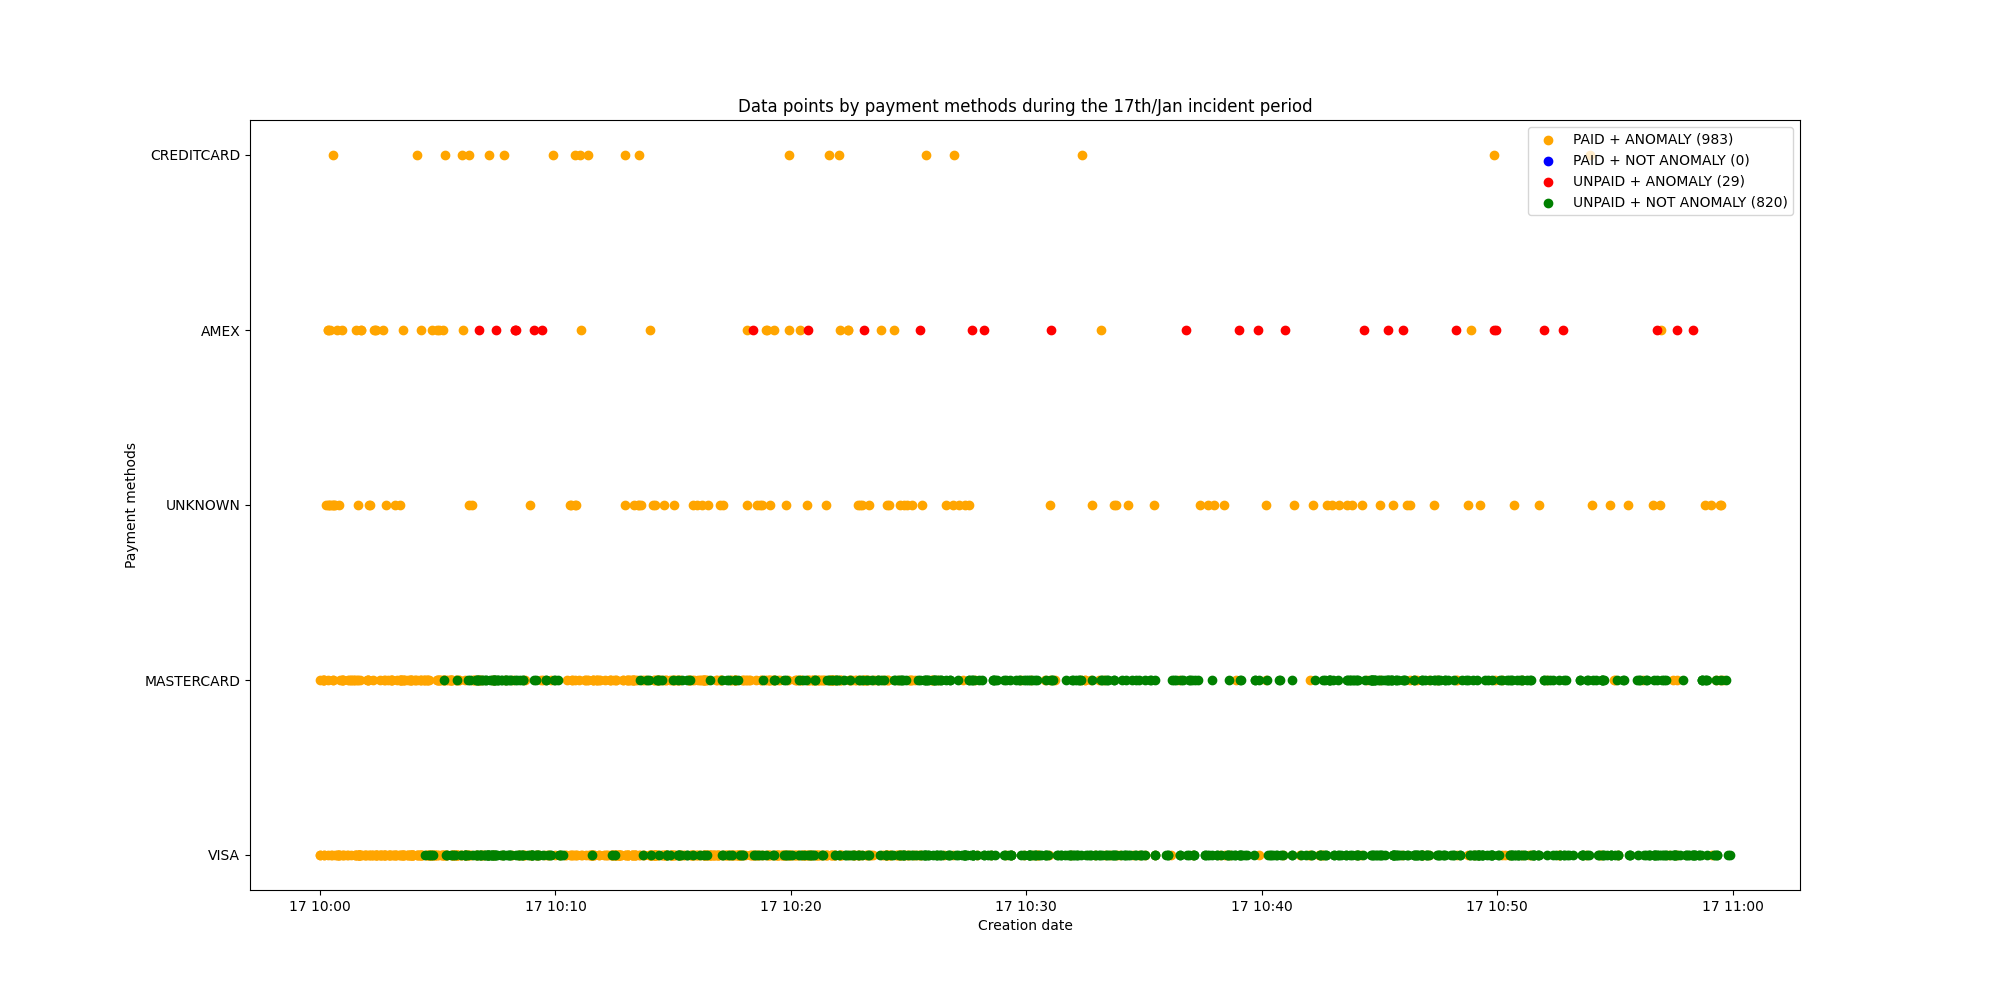 Data points by payment methods during the 17th/Jan incident period
PAID + ANOMALY (983)
PAID + NOT ANOMALY (0)
UNPAID + ANOMALY (29)
UNPAID + NOT ANOMALY (820)
Payment methods
CREDITCARD
AMEX
UNKNOWN
MASTERCARD
VISA
17 10:00 17 10:10 17 10:20 17 10:30 17 10:40 17 10:50 17 11:00
Creation date